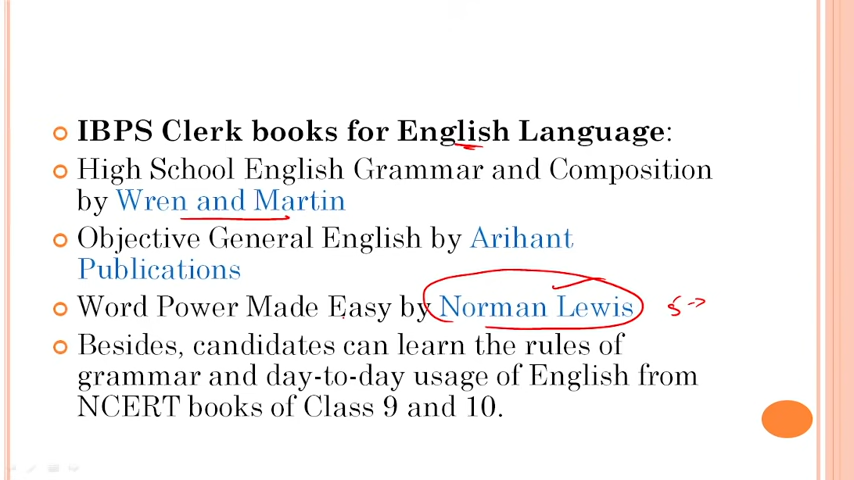 IBPS Clerk books for English Language:
High School English Grammar and Composition
by Wren and Martin
Objective General English by Arihant
Publications
Word Power Made Easy by Norman Lewis
Besides, candidates can learn the rules of
grammar and day-to-day usage of English from
NCERT books of Class 9 and 10.